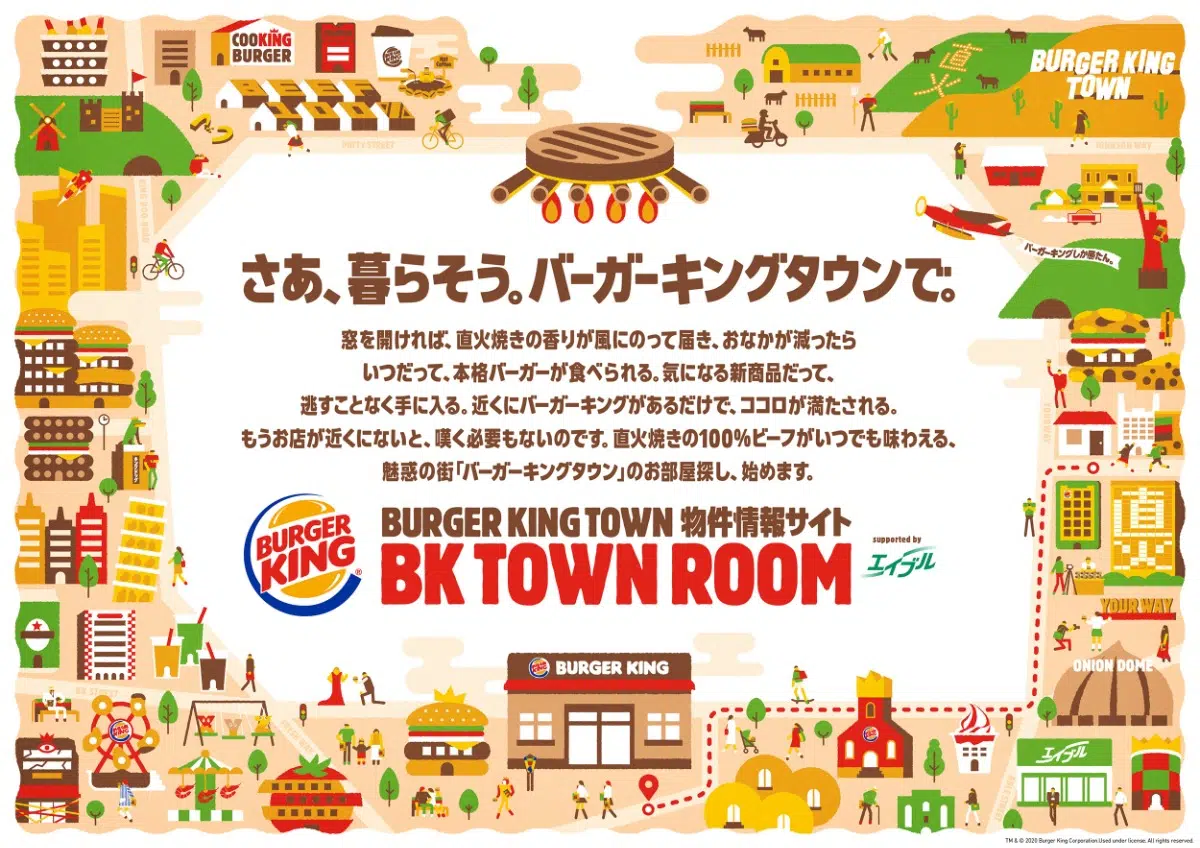 COOKING
BURGER
BEEF
TOWN
直火
BURGER KING
TOWN
PATTY STREET
バーガーキングしか勝たん。
さあ、暮らそう。バーガーキングタウンで。
窓を開ければ、直火焼きの香りが風にのって届き、おなかが減ったら
いつだって、本格バーガーが食べられる。気になる新商品だって、
逃すことなく手に入る。近くにバーガーキングがあるだけで、ココロが満たされる。
もうお店が近くにないと、嘆く必要もないのです。直火焼きの100%ビーフがいつでも味わえる、
魅惑の街「バーガーキングタウン」のお部屋探し、始めます。
BURGER
KING
®
BURGER KING TOWN 物件情報サイト
BK TOWN ROOM
supported by
エイブル
YOUR WAY
ONION DOME
BK STREET
BURGER KING
エイブル
TM & © 2020 Burger King Corporation.Used under license. All rights reserved.